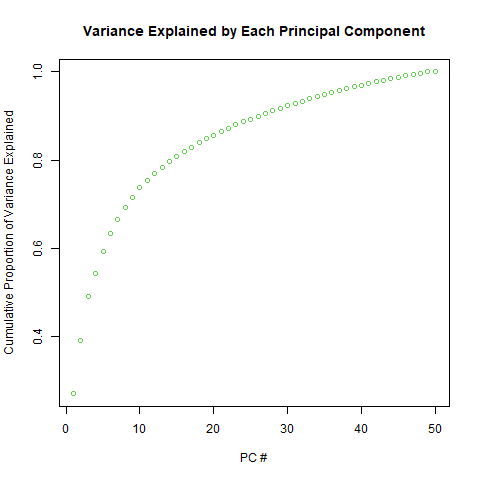 Variance Explained by Each Principal Component
Cumulative Proportion of Variance Explained
1.0
0.8
0.6
0.4
0 10 20 30 40 50
PC #